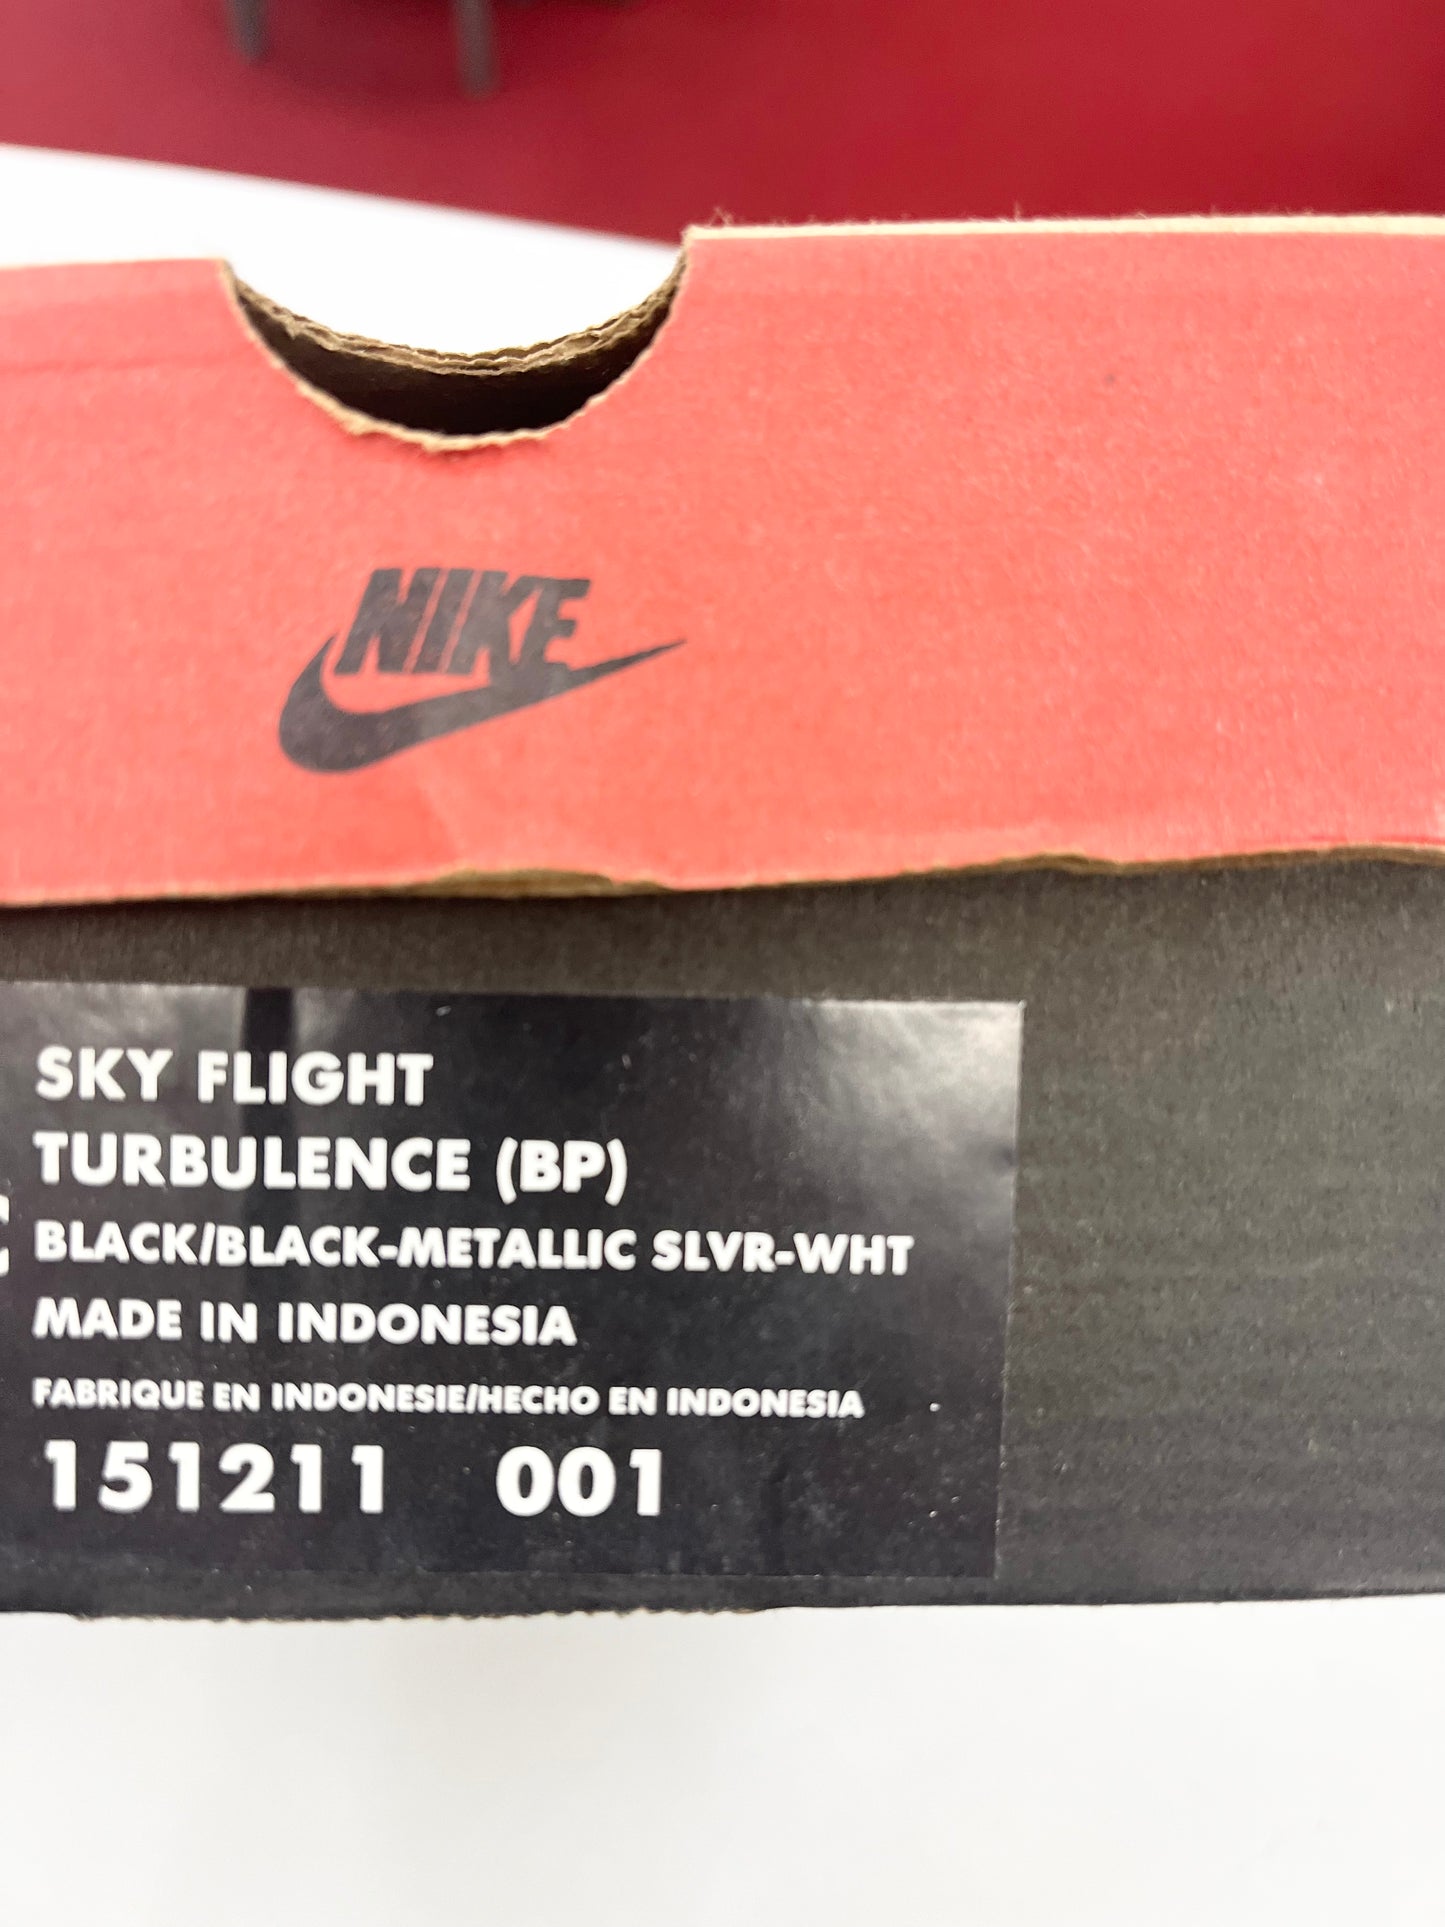 NIKE
SKY FLIGHT
TURBULENCE (BP)
BLACK/BLACK-METALLIC SLVR-WHT
MADE IN INDONESIA
FABRIQUE EN INDONESIE/HECHO EN INDONESIA
151211 001